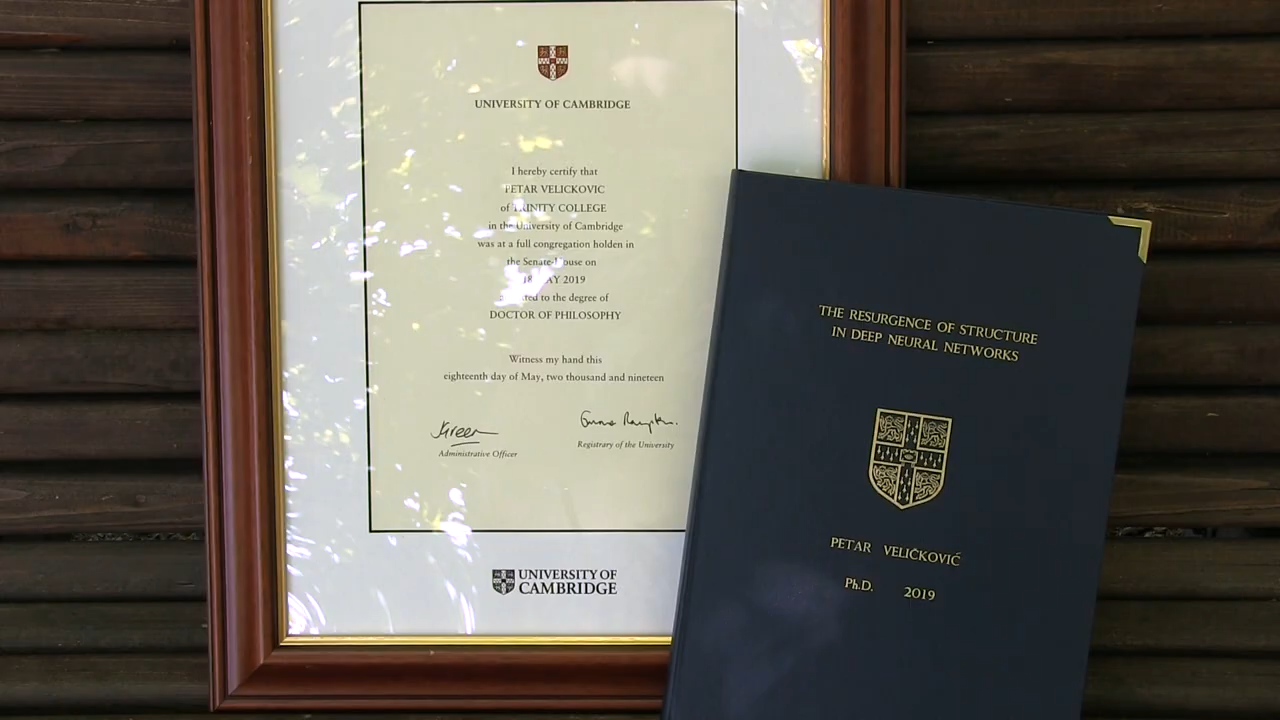 UNIVERSITY OF CAMBRIDGE
I hereby certify that
PETAR VELICKOVIC
of TRINITY COLLEGE
in the University of Cambridge
was at a full congregation holden in
the Senate-House on
18 MAY 2019
to the degree of
DOCTOR OF PHILOSOPHY
Witness my hand this
eighteenth day of May, two thousand and nineteen
Administrative Officer
Registrary of the University
UNIVERSITY OF
CAMBRIDGE
THE RESURGENCE OF STRUCTURE
IN DEEP NEURAL NETWORKS
PETAR VELIČKOVIĆ
Ph.D. 2019